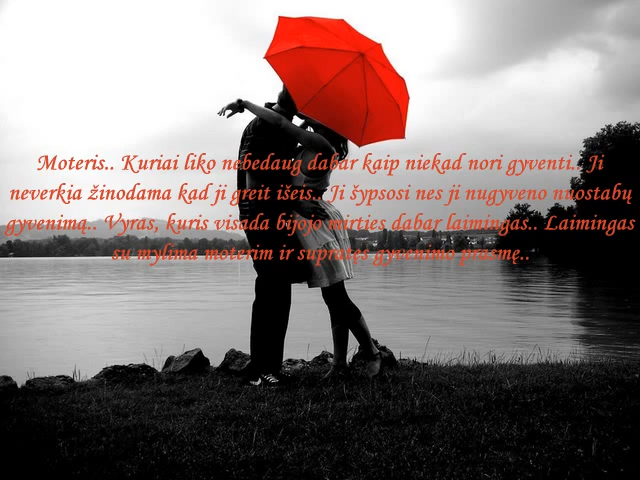 Moteris.. Kuriai liko nebedaug dabar kaip niekad nori gyventi.. Ji
neverkia žinodama kad ji greit išeis.. Ji šypsosi nes ji nugyveno nuostabų
gyvenimą.. Vyras, kuris visada bijojo mirties dabar laimingas.. Laimingas
su mylima moterim ir supratęs gyvenimo prasmę..